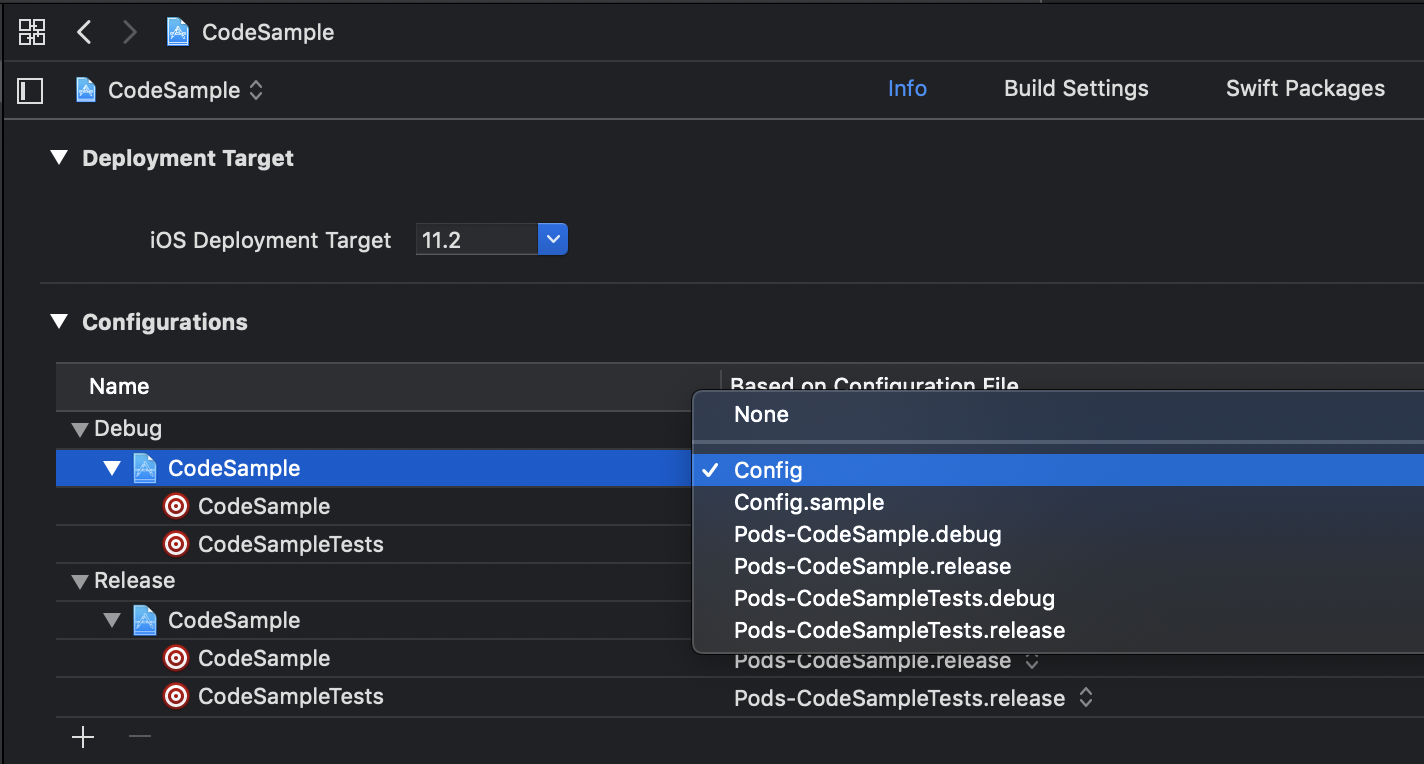 CodeSample
CodeSample Info Build Settings Swift Packages
Deployment Target
iOS Deployment Target 11.2
Configurations
Name Based on Configuration File
Debug
CodeSample
CodeSample
CodeSampleTests
Release
CodeSample
CodeSample
CodeSampleTests
None
Config
Config.sample
Pods-CodeSample.debug
Pods-CodeSample.release
Pods-CodeSampleTests.debug
Pods-CodeSampleTests.release
Pods-CodeSample.release
Pods-CodeSampleTests.release